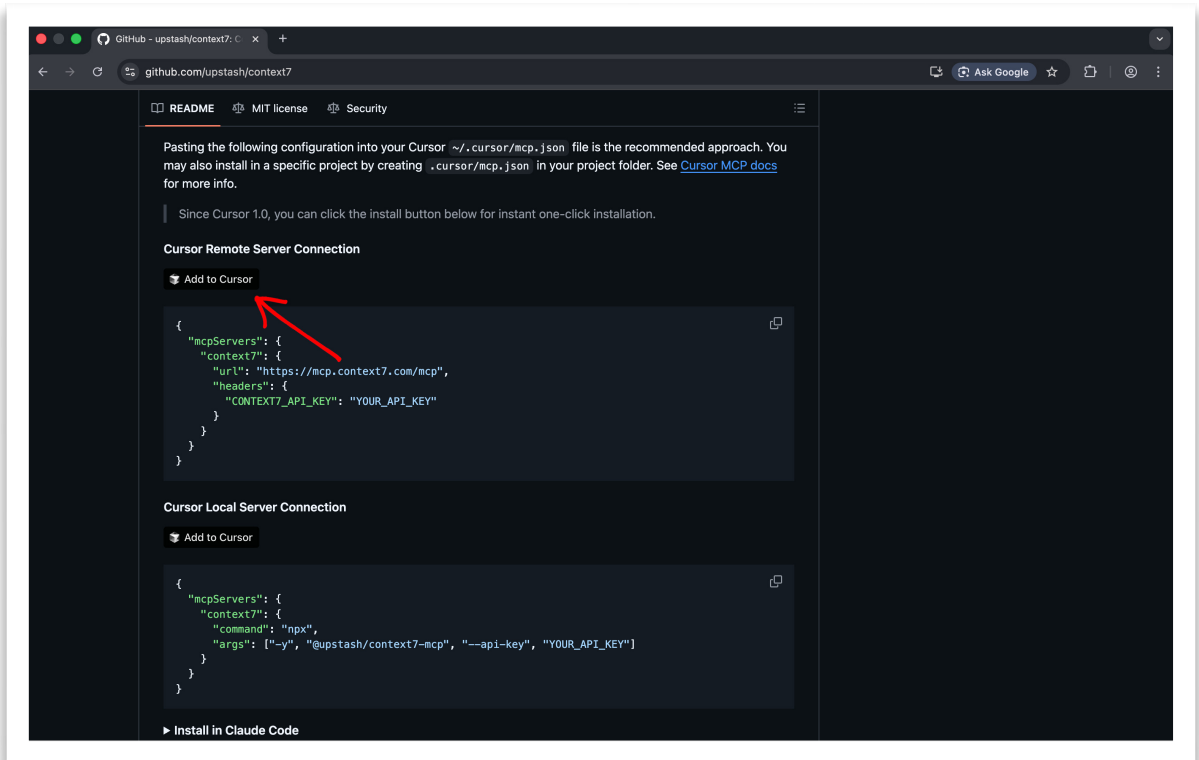 GitHub - upstash/context7: C
github.com/upstash/context7
Ask Google
README
MIT license
Security
Pasting the following configuration into your Cursor ~/.cursor/mcp.json file is the recommended approach. You
may also install in a specific project by creating .cursor/mcp.json in your project folder. See Cursor MCP docs
for more info.
Since Cursor 1.0, you can click the install button below for instant one-click installation.
Cursor Remote Server Connection
Add to Cursor
{
  "mcpServers": {
    "context7": {
      "url": "https://mcp.context7.com/mcp",
      "headers": {
        "CONTEXT7_API_KEY": "YOUR_API_KEY"
      }
    }
  }
}
Cursor Local Server Connection
Add to Cursor
{
  "mcpServers": {
    "context7": {
      "command": "npx",
      "args": ["-y", "@upstash/context7-mcp", "--api-key", "YOUR_API_KEY"]
    }
  }
}
Install in Claude Code